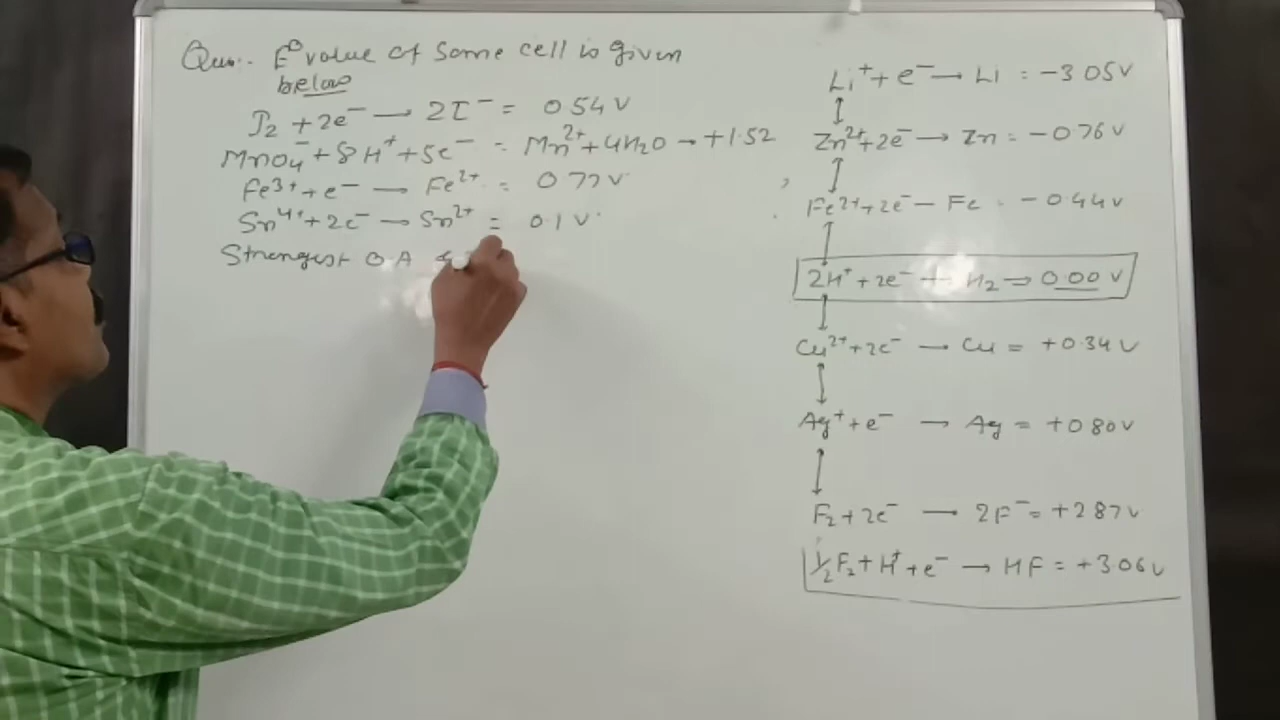 Ques:- E⁰ value of some cell is given
below
I₂ + 2e⁻ → 2I⁻ = 0.54 V
MnO₄⁻ + 8H⁺ + 5e⁻ = Mn²⁺ + 4H₂O → +1.52
Fe³⁺ + e⁻ — Fe²⁺ = 0.77 V
Sn⁴⁺ + 2e⁻ → Sn²⁺ = 0.1 V
Strongest O.A
Li⁺ + e⁻ → Li = -3.05V
Zn²⁺ + 2e⁻ → Zn = -0.76 V
Fe²⁺ + 2e⁻ — Fe = -0.44 V
2H⁺ + 2e⁻ → H₂ → 0.00 V
Cu²⁺ + 2e⁻ → Cu = +0.34 V
Ag⁺ + e⁻ → Ag = +0.80 V
F₂ + 2e⁻ → 2F⁻ = +2.87 V
½F₂ + H⁺ + e⁻ → HF = +3.06 V